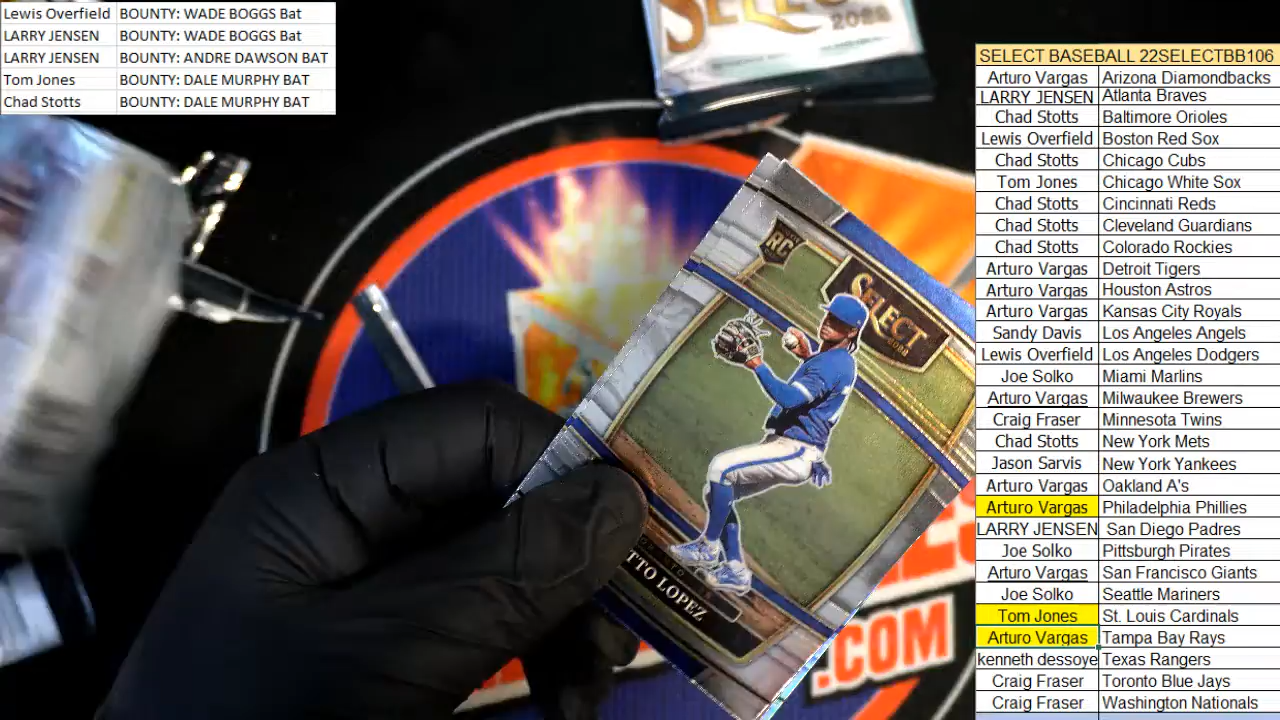 Lewis Overfield BOUNTY: WADE BOGGS Bat
LARRY JENSEN BOUNTY: WADE BOGGS Bat
LARRY JENSEN BOUNTY: ANDRE DAWSON BAT
Tom Jones BOUNTY: DALE MURPHY BAT
Chad Stotts BOUNTY: DALE MURPHY BAT
SELECT
RC
SELECT
TTO LOPEZ
.COM
SELECT BASEBALL 22SELECTBB106
Arturo Vargas Arizona Diamondbacks
LARRY JENSEN Atlanta Braves
Chad Stotts Baltimore Orioles
Lewis Overfield Boston Red Sox
Chad Stotts Chicago Cubs
Tom Jones Chicago White Sox
Chad Stotts Cincinnati Reds
Chad Stotts Cleveland Guardians
Chad Stotts Colorado Rockies
Arturo Vargas Detroit Tigers
Arturo Vargas Houston Astros
Arturo Vargas Kansas City Royals
Sandy Davis Los Angeles Angels
Lewis Overfield Los Angeles Dodgers
Joe Solko Miami Marlins
Arturo Vargas Milwaukee Brewers
Craig Fraser Minnesota Twins
Chad Stotts New York Mets
Jason Sarvis New York Yankees
Arturo Vargas Oakland A's
Arturo Vargas Philadelphia Phillies
LARRY JENSEN San Diego Padres
Joe Solko Pittsburgh Pirates
Arturo Vargas San Francisco Giants
Joe Solko Seattle Mariners
Tom Jones St. Louis Cardinals
Arturo Vargas Tampa Bay Rays
kenneth dessoye Texas Rangers
Craig Fraser Toronto Blue Jays
Craig Fraser Washington Nationals